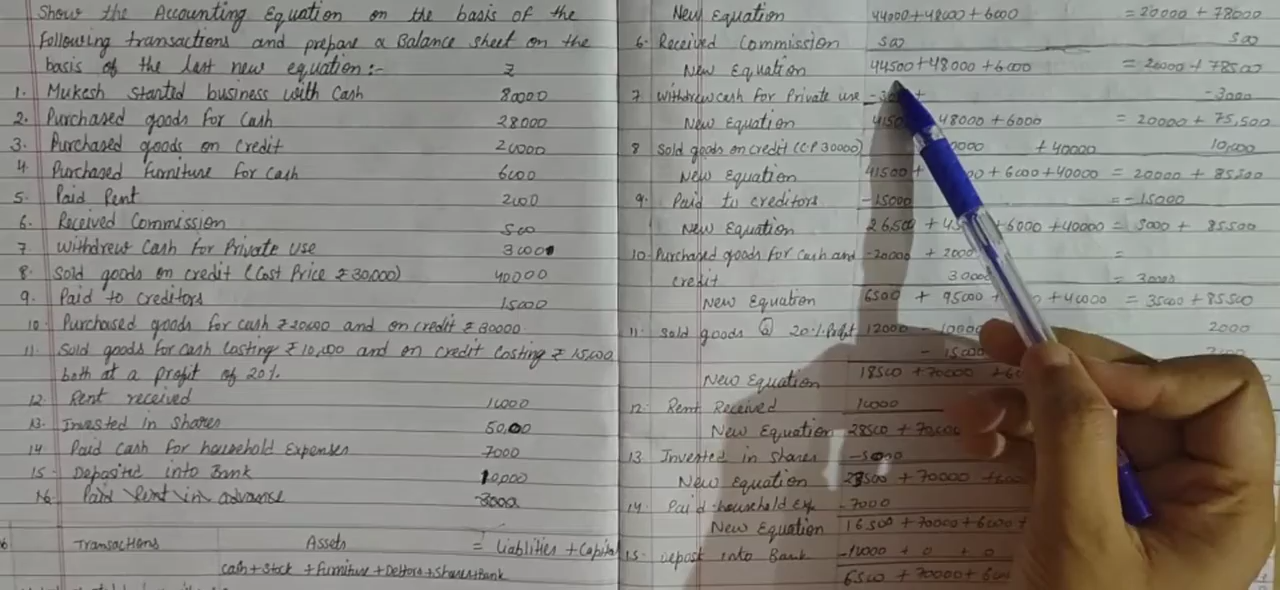 Show the Accounting Equation on the basis of the
following transactions and prepare a Balance sheet on the
basis of the last new equation:- ₹
1. Mukesh started business with Cash 80000
2. Purchased goods for cash 28000
3. Purchased goods on credit 20000
4. Purchased Furniture for cash 6000
5. Paid Rent 2000
6. Received Commission 500
7. Withdrew Cash for Private Use 3000
8. Sold goods on credit (Cost Price ₹ 30,000) 40000
9. Paid to creditors 15000
10. Purchased goods for cash ₹ 20000 and on credit ₹ 30000.
11. Sold goods for cash Costing ₹ 10,000 and on credit Costing ₹ 15,000
both at a profit of 20%.
12. Rent received 10000
13. Invested in Shares 50,00
14 Paid Cash for household Expenses 7000
15. Deposited into Bank 10,000
16. Paid Rent in advance 3000
Transactions Assets = Liablities + Capital
Cash + Stock + Furniture + Debtors + Shares + Bank
New Equation 44000 + 48000 + 6000 = 20000 + 78000
6. Received Commission 500 500
New Equation 44500 + 48000 + 6000 = 20000 + 78500
7 Withdrew cash for Private use -3000 + -3000
New Equation 48000 + 6000 = 20000 + 75,500
8 Sold goods on credit (C.P 30000) + 40000 10,000
New Equation 41500 + + 6000 + 40000 = 20000 + 85500
9. Paid to creditors -15000 = -15000
New Equation 26,500 + + 6000 + 40000 = 5000 + 85500
10. Purchased goods for Cash and -20000 + 2000 =
credit 30000 = 30000
New Equation 6500 + 95000 + + 40000 = 35000 + 85500
11. Sold goods @ 20% Profit 12000 - 10000 2000
- 15000
New Equation 18500 + 70000 +
12. Rent Received 10000
New Equation 28500 +
13 Invested in Shares -5000
New Equation 23500 + 70000 +
14. Paid household Exp -7000
New Equation 16500 + 70000 + 6000 +
15. Deposit into Bank -10000 + 0 + 0
6500 + 70000 +